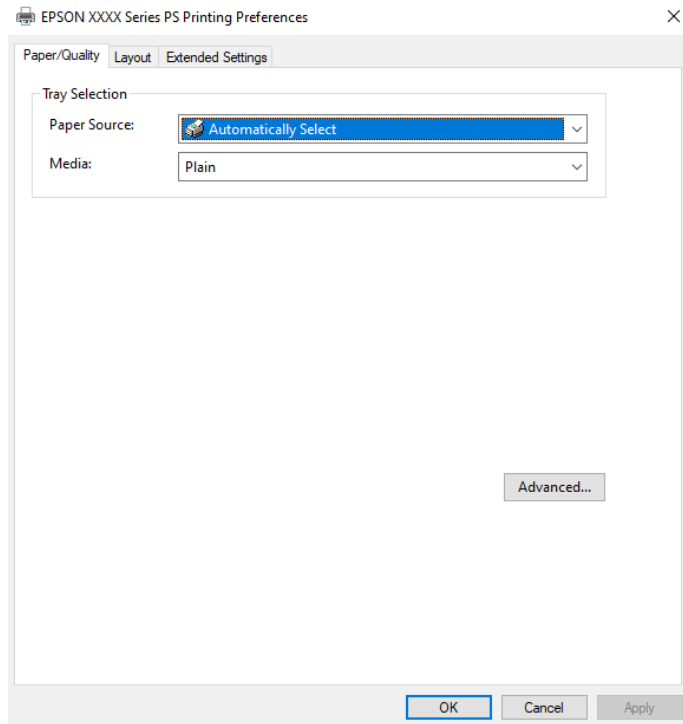 EPSON XXXX Series PS Printing Preferences
Paper/Quality Layout Extended Settings
Tray Selection
Paper Source: Automatically Select
Media: Plain
Advanced...
OK Cancel Apply